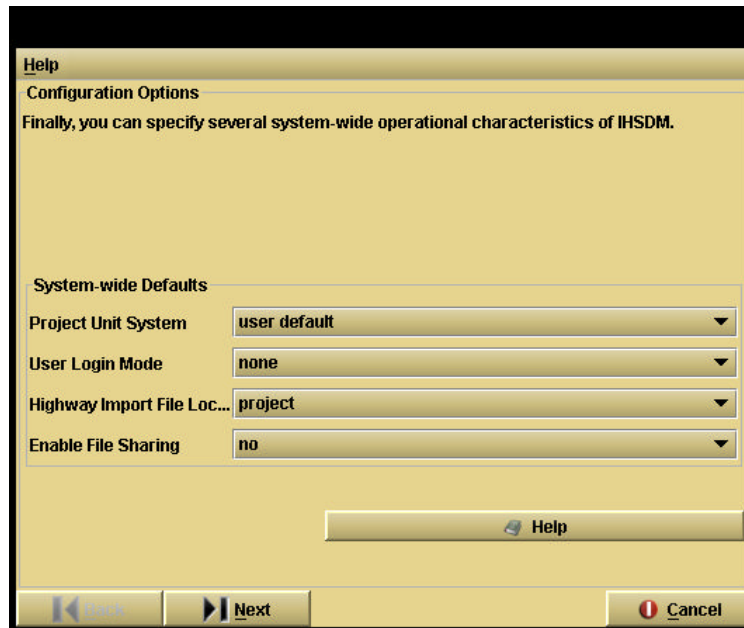 Help
Configuration Options
Finally, you can specify several system-wide operational characteristics of IHSDM.
System-wide Defaults
Project Unit System user default
User Login Mode none
Highway Import File Loc... project
Enable File Sharing no
Help
Back Next Cancel